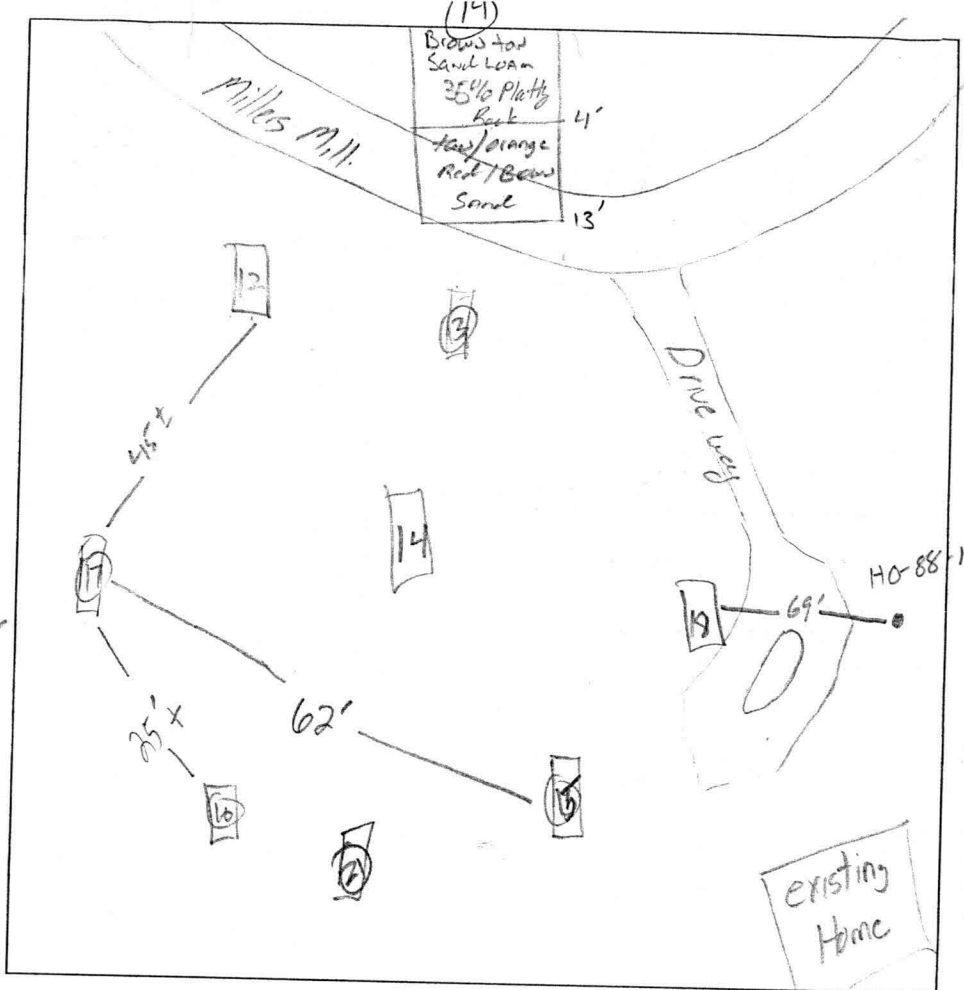 (14)
Brown tan
Sand Loam
35% Platty
Rock
4'
tan/orange
Red/Brown
Sand
13'
Millers Mill.
12
13
Drive way
45' ±
14
17
HO-88-1
18
69'
62'
25' ±
16
15
existing
Home